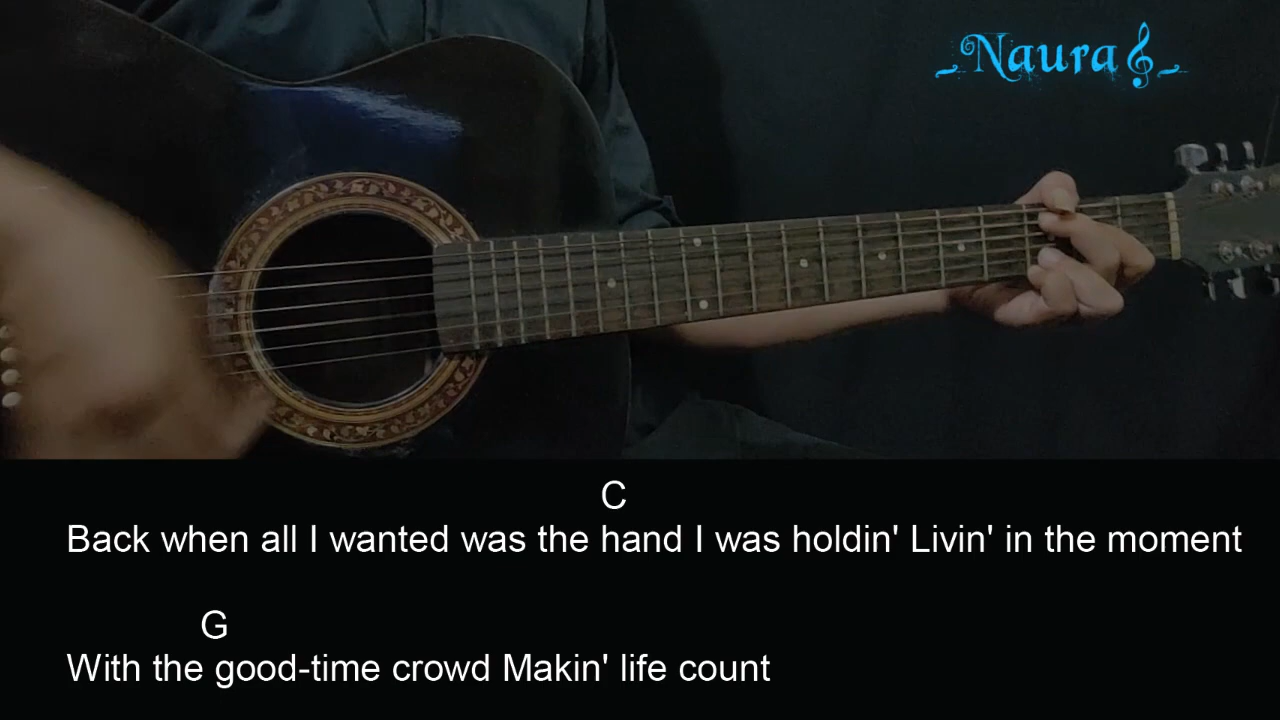 Naura
C
Back when all I wanted was the hand I was holdin' Livin' in the moment
G
With the good-time crowd Makin' life count